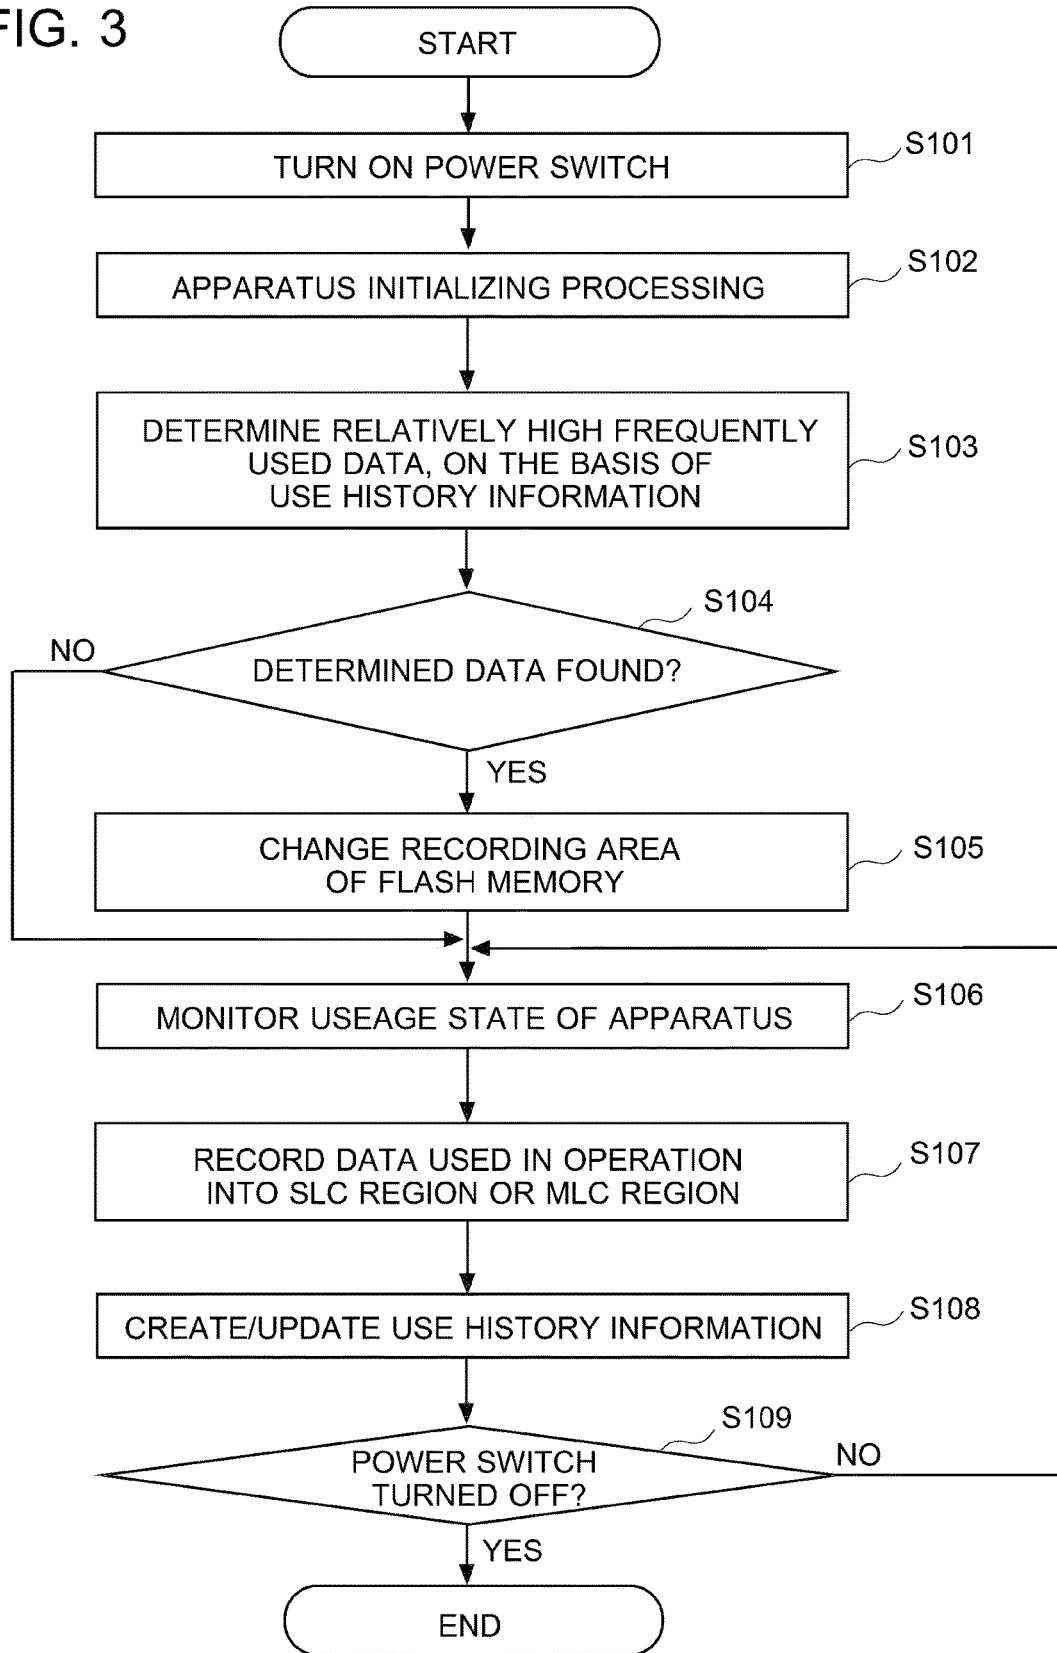 FIG. 3
START
TURN ON POWER SWITCH
S101
APPARATUS INITIALIZING PROCESSING
S102
DETERMINE RELATIVELY HIGH FREQUENTLY
USED DATA, ON THE BASIS OF
USE HISTORY INFORMATION
S103
S104
NO
DETERMINED DATA FOUND?
YES
CHANGE RECORDING AREA
OF FLASH MEMORY
S105
MONITOR USEAGE STATE OF APPARATUS
S106
RECORD DATA USED IN OPERATION
INTO SLC REGION OR MLC REGION
S107
CREATE/UPDATE USE HISTORY INFORMATION
S108
S109
POWER SWITCH
TURNED OFF?
NO
YES
END